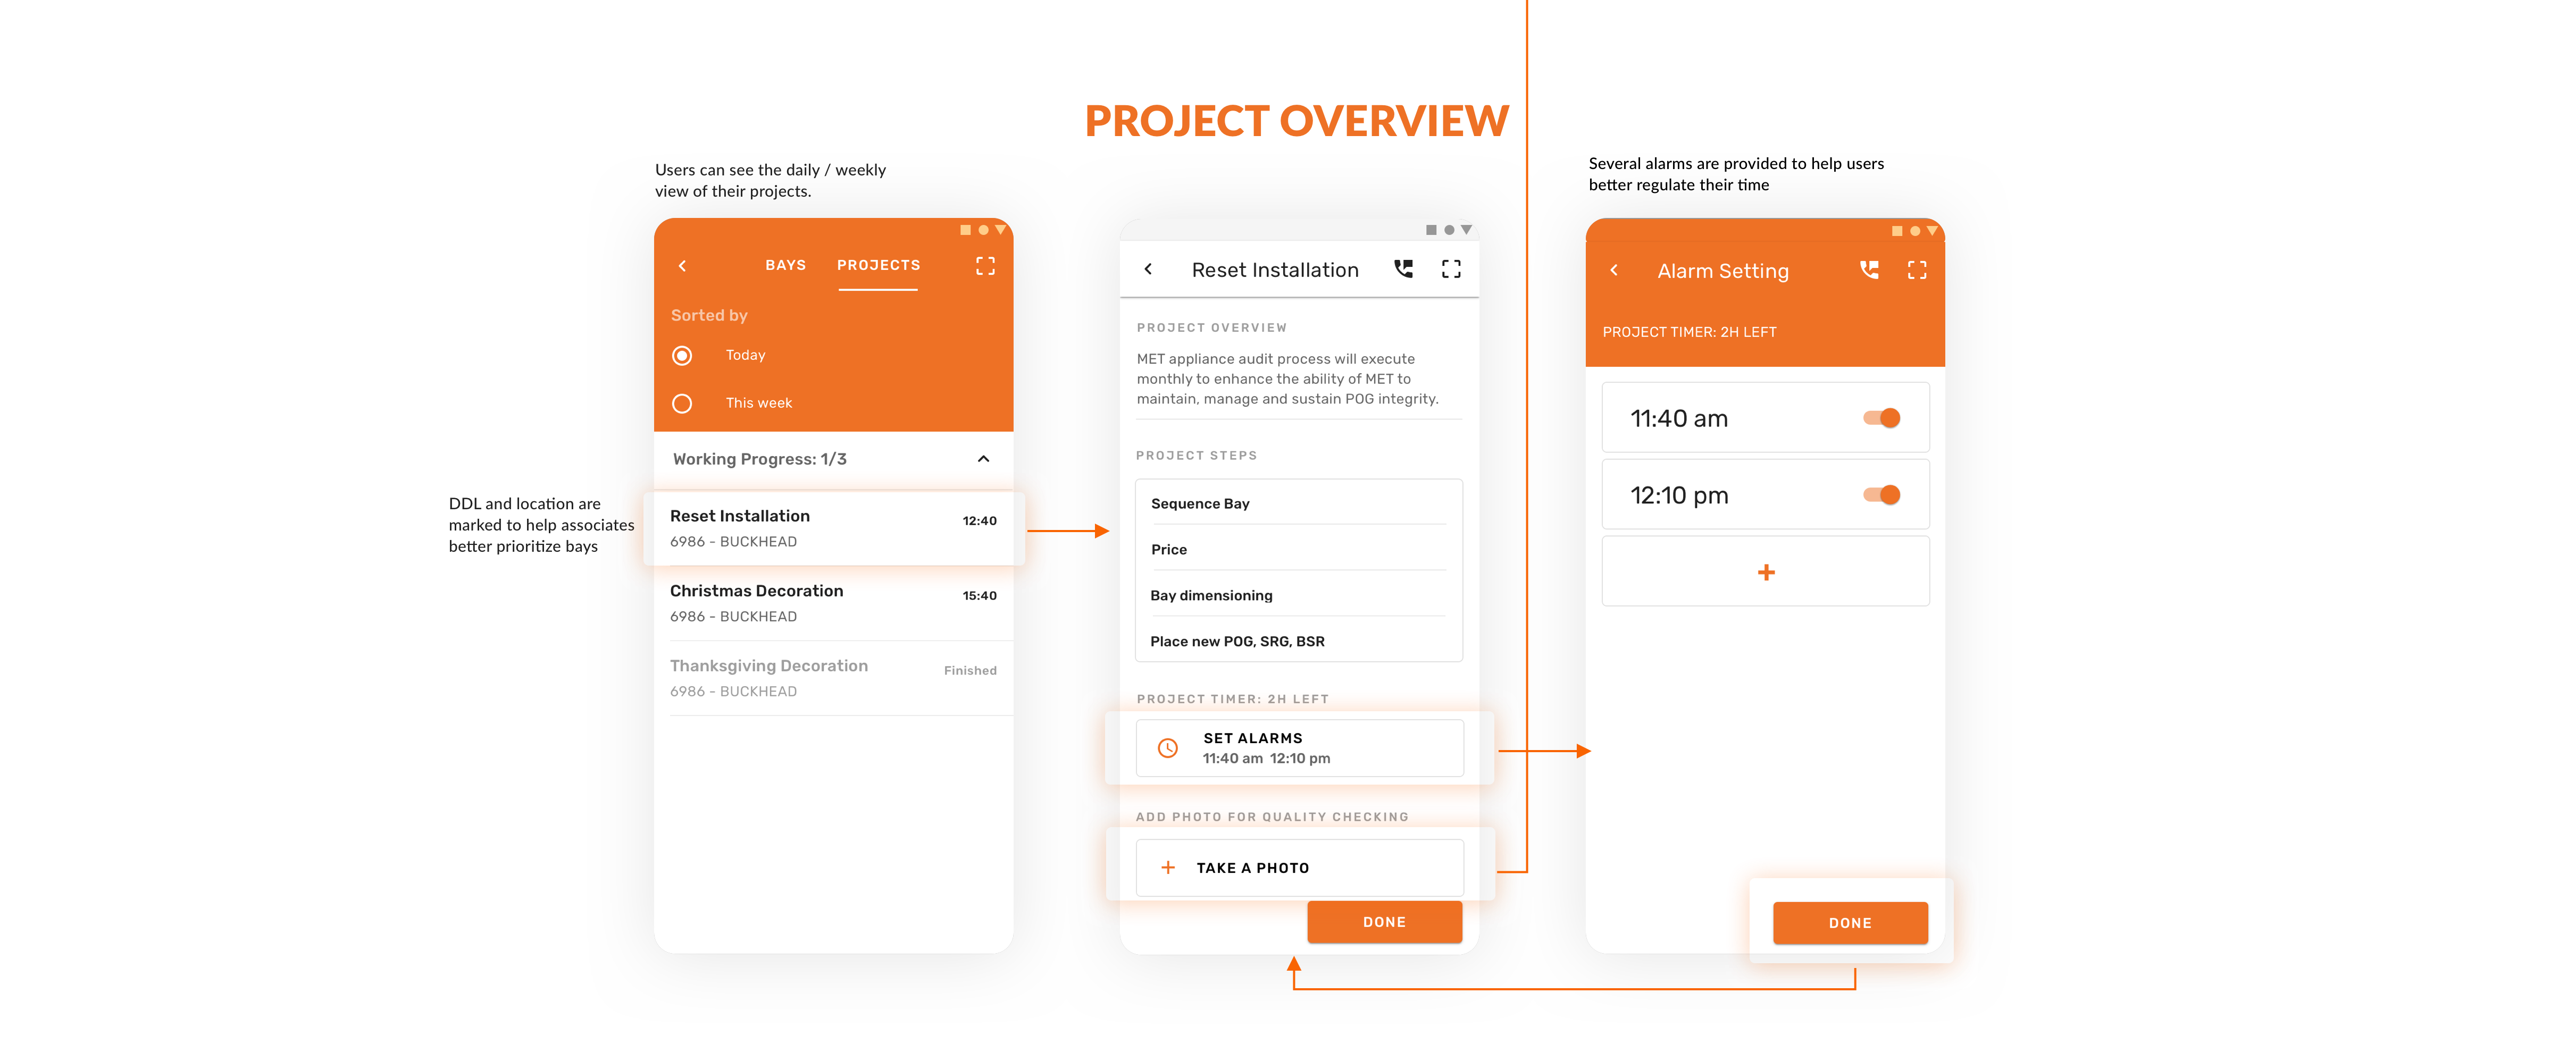 PROJECT OVERVIEW
Users can see the daily / weekly
view of their projects.
Several alarms are provided to help users
better regulate their time
DDL and location are
marked to help associates
better prioritize bays
BAYS PROJECTS
Sorted by
Today
This week
Working Progress: 1/3
Reset Installation 12:40
6986 - BUCKHEAD
Christmas Decoration 15:40
6986 - BUCKHEAD
Thanksgiving Decoration Finished
6986 - BUCKHEAD
Reset Installation
PROJECT OVERVIEW
MET appliance audit process will execute
monthly to enhance the ability of MET to
maintain, manage and sustain POG integrity.
PROJECT STEPS
Sequence Bay
Price
Bay dimensioning
Place new POG, SRG, BSR
PROJECT TIMER: 2H LEFT
SET ALARMS
11:40 am 12:10 pm
ADD PHOTO FOR QUALITY CHECKING
+ TAKE A PHOTO
DONE
Alarm Setting
PROJECT TIMER: 2H LEFT
11:40 am
12:10 pm
+
DONE